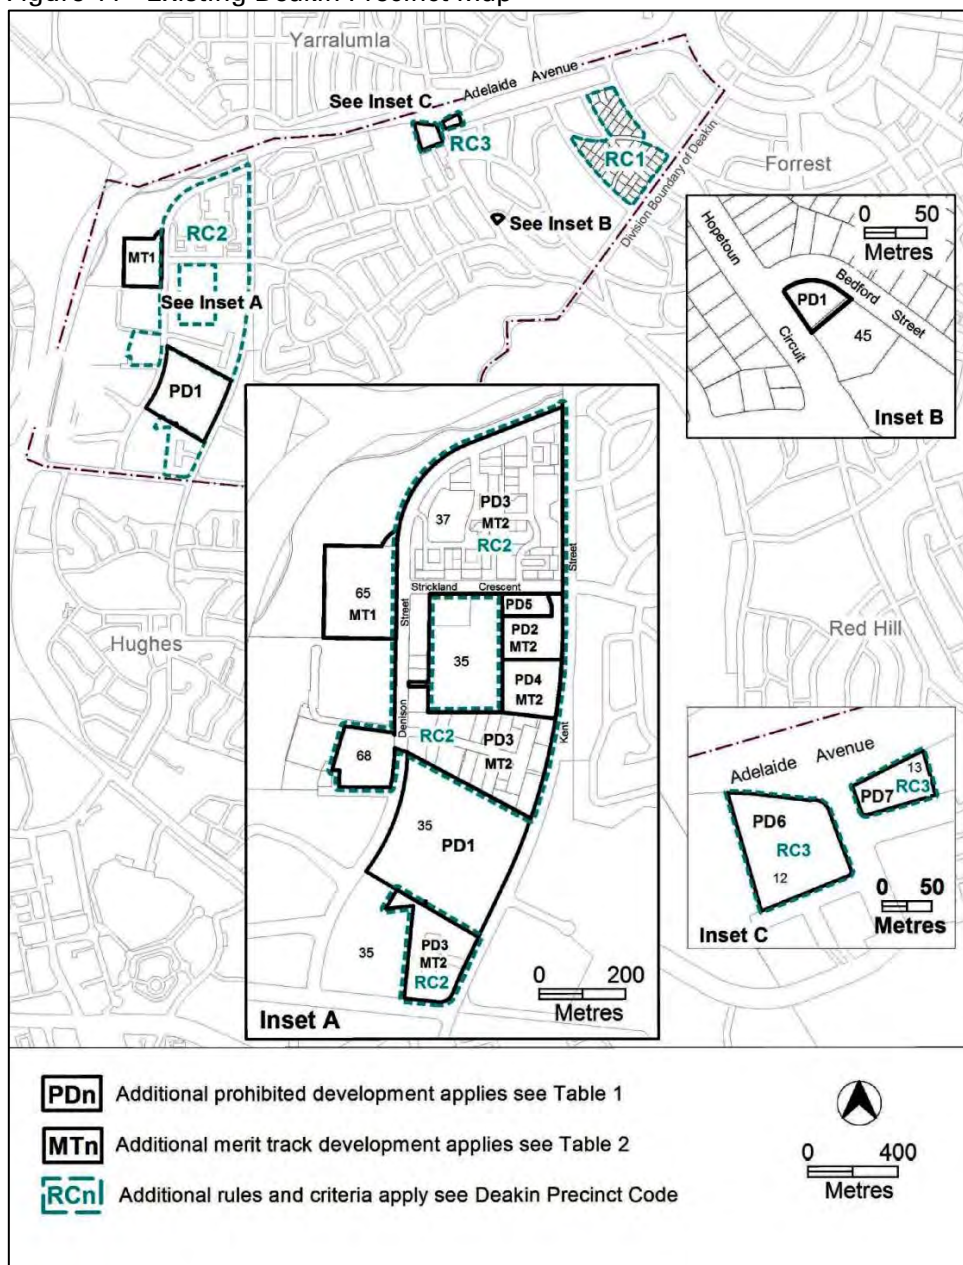 Figure 11 - Existing Deakin Precinct Map
Yarralumla
Adelaide Avenue
See Inset C
RC3
RC1
Forrest
Division Boundary of Deakin
See Inset B
RC2
MT1
See Inset A
PD1
0 50
Metres
Hopetoun
Circuit
Bedford
Street
PD1
45
Inset B
PD3
MT2
RC2
37
Street
Strickland Crescent
65
MT1
Street
PD5
PD2
MT2
35
PD4
MT2
Denison
Kent
RC2
PD3
MT2
68
35
PD1
35
PD3
MT2
RC2
0 200
Metres
Inset A
Hughes
Red Hill
Adelaide Avenue
13
RC3
PD7
PD6
RC3
12
0 50
Metres
Inset C
PDn Additional prohibited development applies see Table 1
MTn Additional merit track development applies see Table 2
RCn Additional rules and criteria apply see Deakin Precinct Code
0 400
Metres